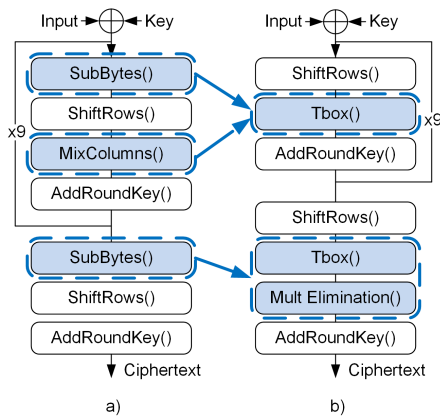 Input Key
SubBytes()
ShiftRows()
MixColumns()
x9
AddRoundKey()
SubBytes()
ShiftRows()
AddRoundKey()
Ciphertext
a)
Input Key
ShiftRows()
Tbox()
x9
AddRoundKey()
ShiftRows()
Tbox()
Mult Elimination()
AddRoundKey()
Ciphertext
b)